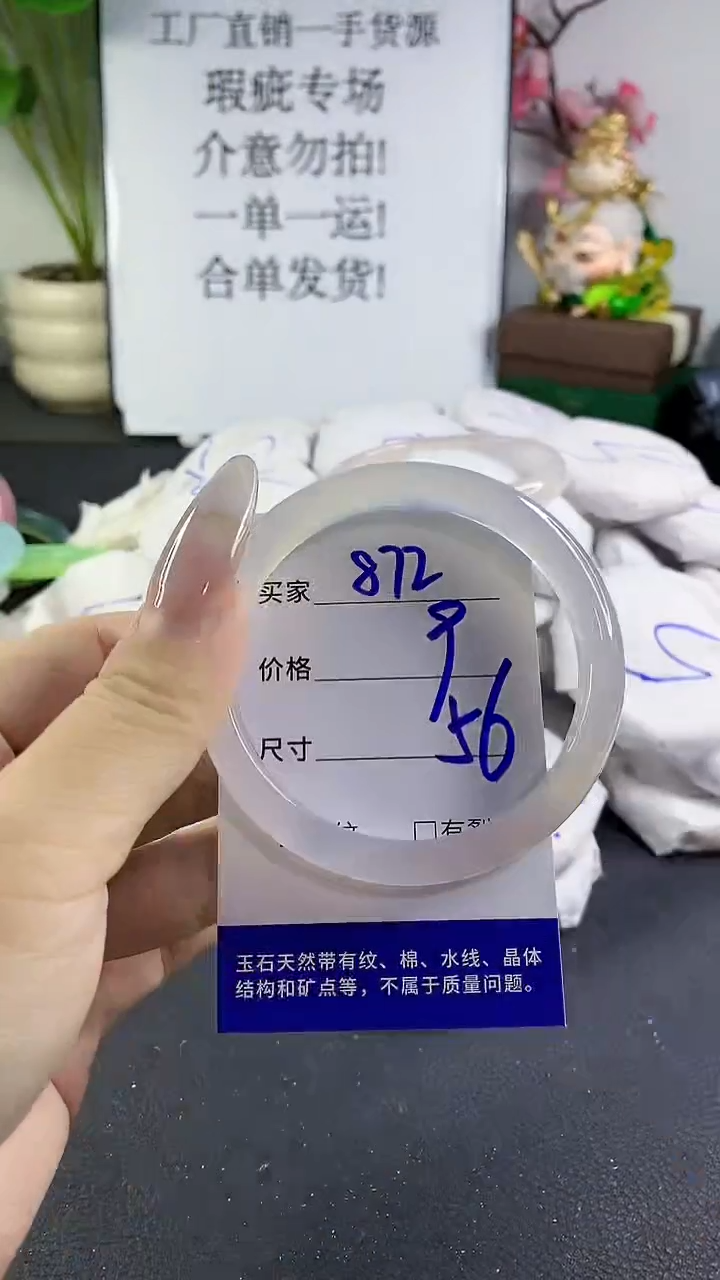 工厂直销一手货源
瑕疵专场
介意勿拍!
一单一运!
合单发货!
买家 872
价格 9
尺寸 56
纹 □有裂
玉石天然带有纹、棉、水线、晶体
结构和矿点等，不属于质量问题。